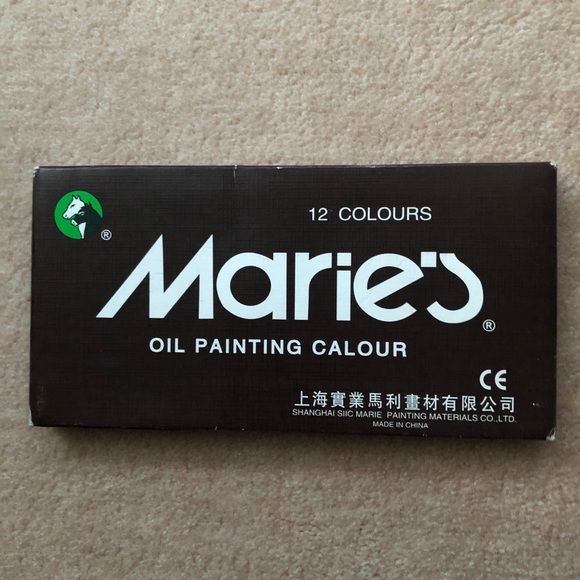 12 COLOURS
Marie's®
®
OIL PAINTING CALOUR
CE
上海實業馬利畫材有限公司
SHANGHAI SIIC MARIE PAINTING MATERIALS CO.,LTD.
MADE IN CHINA